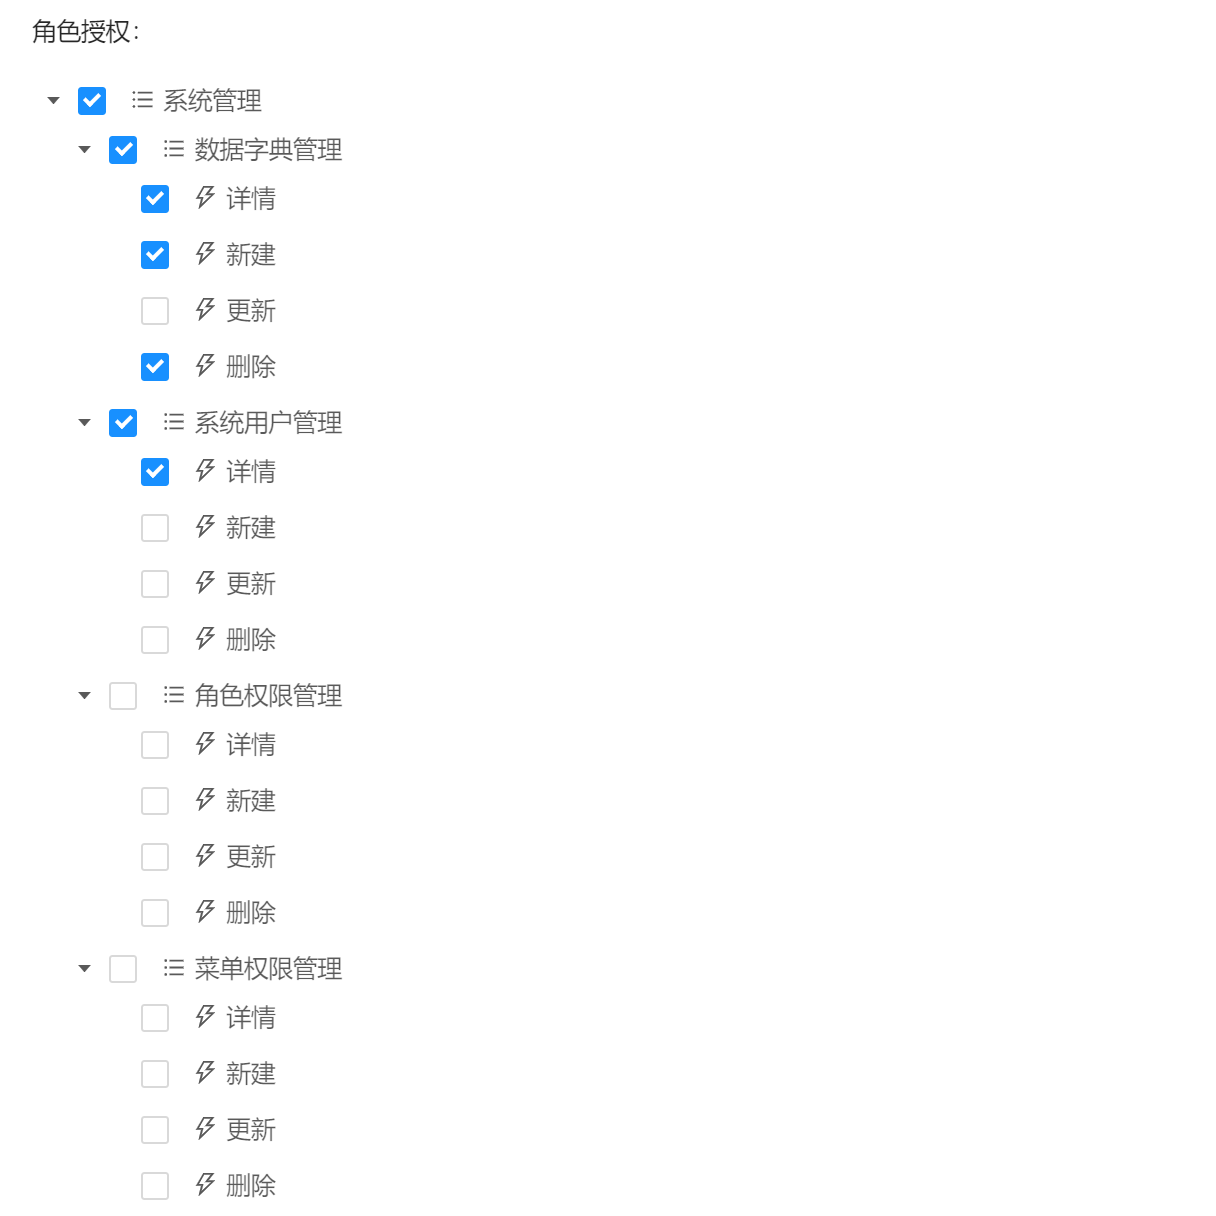 角色授权:
系统管理
数据字典管理
详情
新建
更新
删除
系统用户管理
详情
新建
更新
删除
角色权限管理
详情
新建
更新
删除
菜单权限管理
详情
新建
更新
删除